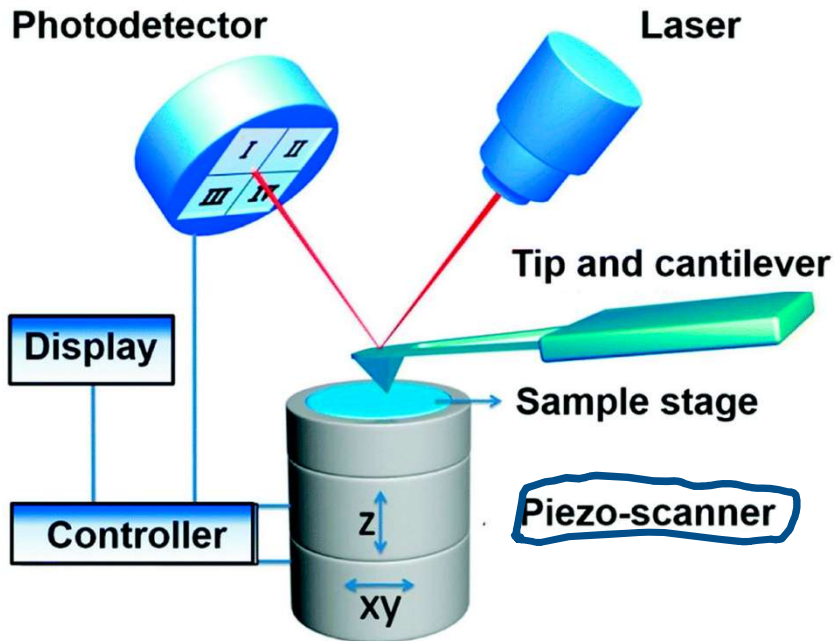 Photodetector
Laser
I
II
III
IV
Tip and cantilever
Display
Sample stage
Piezo-scanner
Controller
z
xy